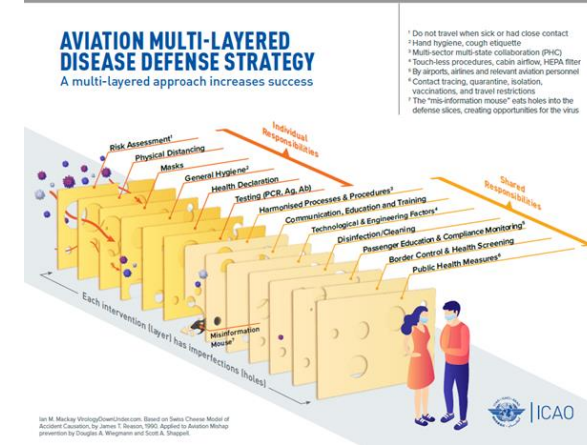 AVIATION MULTI-LAYERED
DISEASE DEFENSE STRATEGY
A multi-layered approach increases success
¹ Do not travel when sick or had close contact
² Hand hygiene, cough etiquette
³ Multi-sector multi-state collaboration (PHC)
⁴ Touch-less procedures, cabin airflow, HEPA filter
⁵ By airports, airlines and relevant aviation personnel
⁶ Contact tracing, quarantine, isolation,
vaccinations, and travel restrictions
⁷ The "mis-information mouse" eats holes into the
defense slices, creating opportunities for the virus
Individual
Responsibilities
Risk Assessment¹
Physical Distancing
Masks
General Hygiene²
Health Declaration
Testing (PCR, Ag, Ab)
Shared
Responsibilities
Harmonised Processes & Procedures³
Communication, Education and Training
Technological & Engineering Factors⁴
Disinfection/Cleaning
Passenger Education & Compliance Monitoring⁵
Border Control & Health Screening
Public Health Measures⁶
Misinformation
Mouse⁷
Each intervention (layer) has imperfections (holes)
Ian M. Mackay VirologyDownUnder.com. Based on Swiss Cheese Model of
Accident Causation, by James T. Reason, 1990. Applied to Aviation Mishap
prevention by Douglas A. Wiegmann and Scott A. Shappell.
ICAO